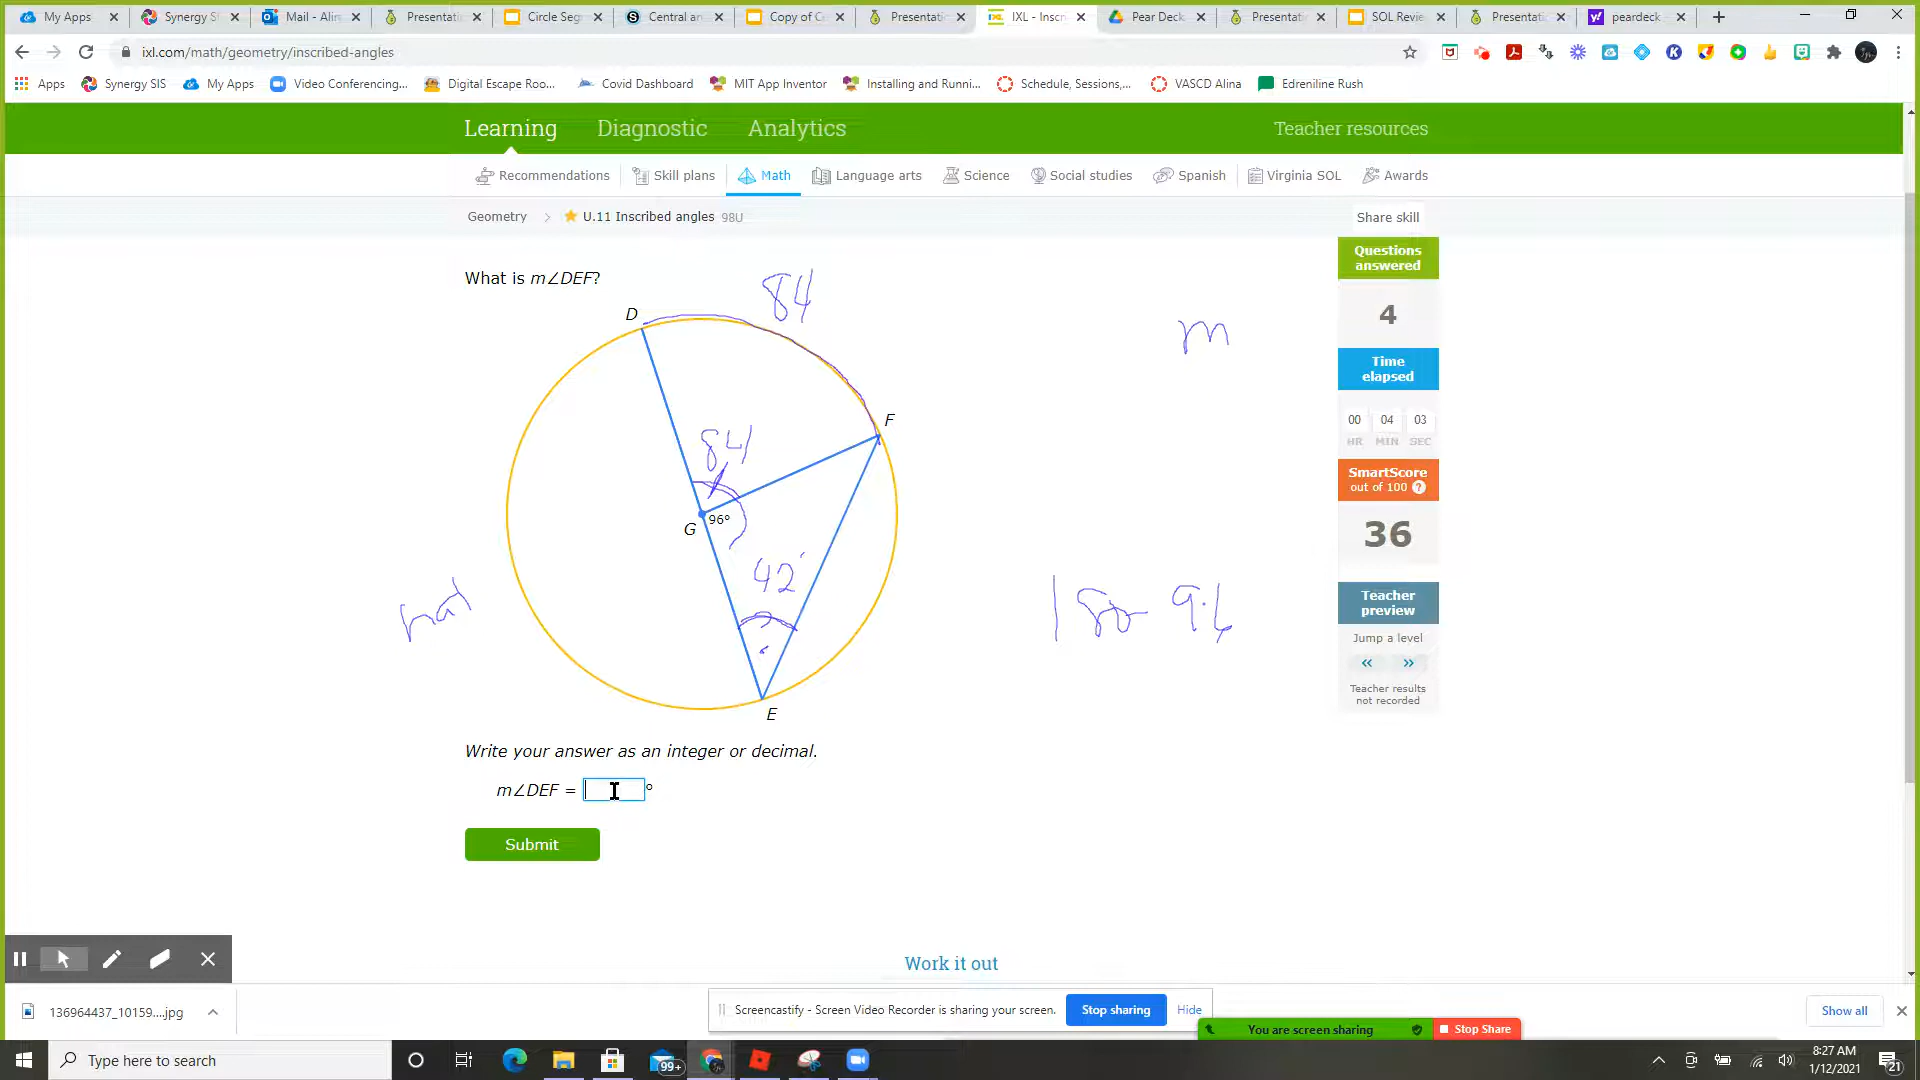 My Apps
Synergy S
Mail - Alin
Presentati
Circle Seg
Central an
Copy of C
Presentati
IXL - Inscr
Pear Deck
Presentati
SOL Revie
Presentati
peardeck
ixl.com/math/geometry/inscribed-angles
Apps
Synergy SIS
My Apps
Video Conferencing...
Digital Escape Roo...
Covid Dashboard
MIT App Inventor
Installing and Runni...
Schedule, Sessions,...
VASCD Alina
Edreniline Rush
Learning
Diagnostic
Analytics
Teacher resources
Recommendations
Skill plans
Math
Language arts
Science
Social studies
Spanish
Virginia SOL
Awards
Geometry
U.11 Inscribed angles 98U
Share skill
Questions
answered
4
Time
elapsed
00 04 03
HR MIN SEC
SmartScore
out of 100 ?
36
Teacher
preview
Jump a level
Teacher results
not recorded
What is m∠DEF?
84
m
D
F
84
G
96°
42
180 - 96
E
Write your answer as an integer or decimal.
m∠DEF = °
Submit
Work it out
136964437_10159....jpg
Screencastify - Screen Video Recorder is sharing your screen.
Stop sharing
Hide
Show all
You are screen sharing
Stop Share
Type here to search
99+
8:27 AM
1/12/2021
21